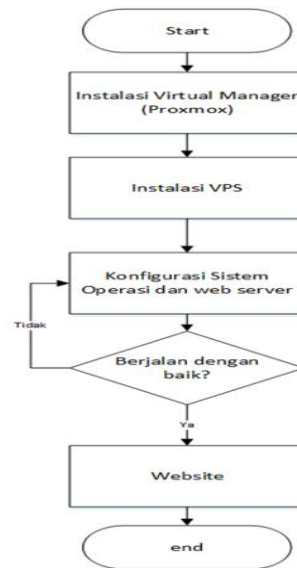 Start
Instalasi Virtual Manager
(Proxmox)
Instalasi VPS
Konfigurasi Sistem
Operasi dan web server
Tidak
Berjalan dengan
baik?
Ya
Website
end